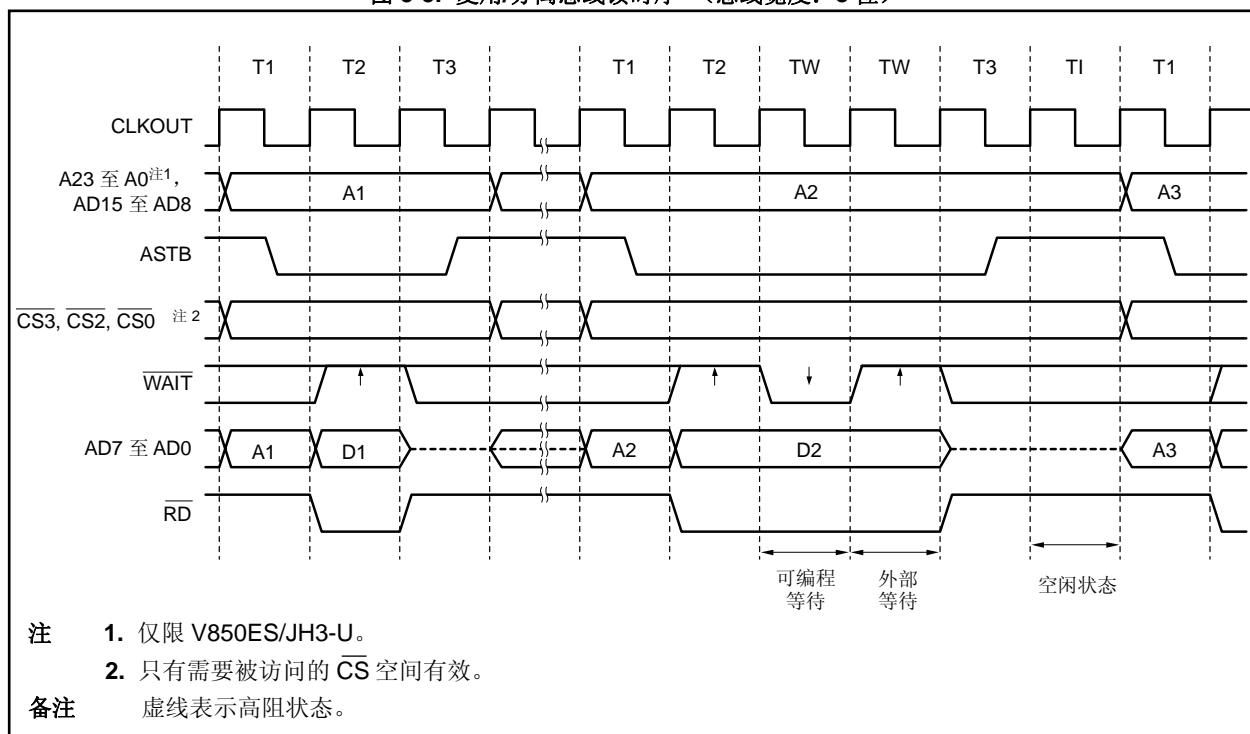 T1 T2 T3 T1 T2 TW TW T3 TI T1
CLKOUT
A23 至 A0注1,
AD15 至 AD8
A1 A2 A3
ASTB
CS3, CS2, CS0 注 2
WAIT
AD7 至 AD0
A1 D1 A2 D2 A3
RD
可编程
等待
外部
等待
空闲状态
注 1. 仅限 V850ES/JH3-U。
2. 只有需要被访问的 CS 空间有效。
备注 虚线表示高阻状态。